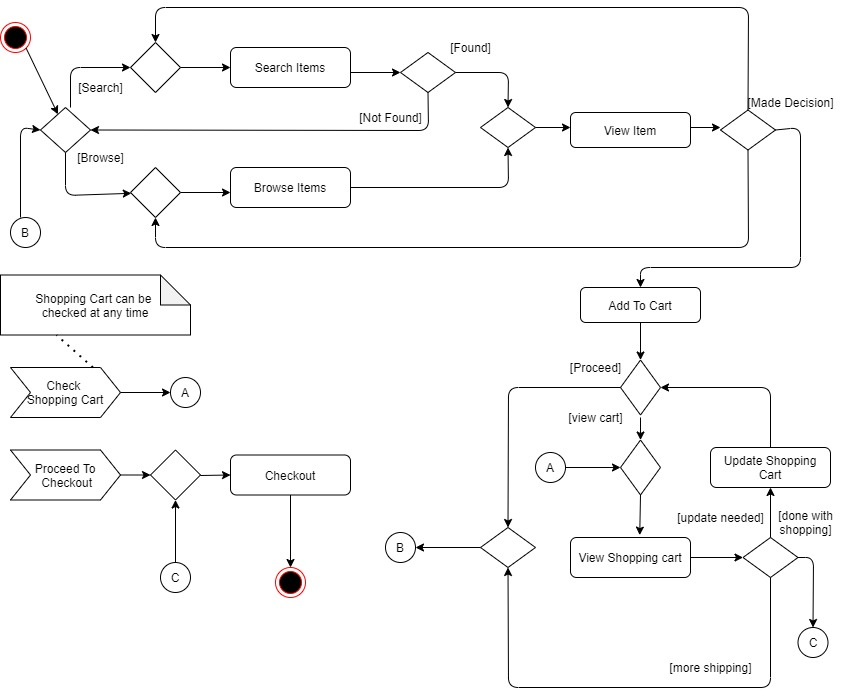 [Found]
Search Items
[Search]
[Made Decision]
[Not Found]
View Item
[Browse]
Browse Items
B
Shopping Cart can be
checked at any time
Add To Cart
[Proceed]
Check
Shopping Cart
A
[view cart]
Proceed To
Checkout
Checkout
A
Update Shopping
Cart
[update needed]
[done with
shopping]
B
View Shopping cart
C
C
[more shipping]